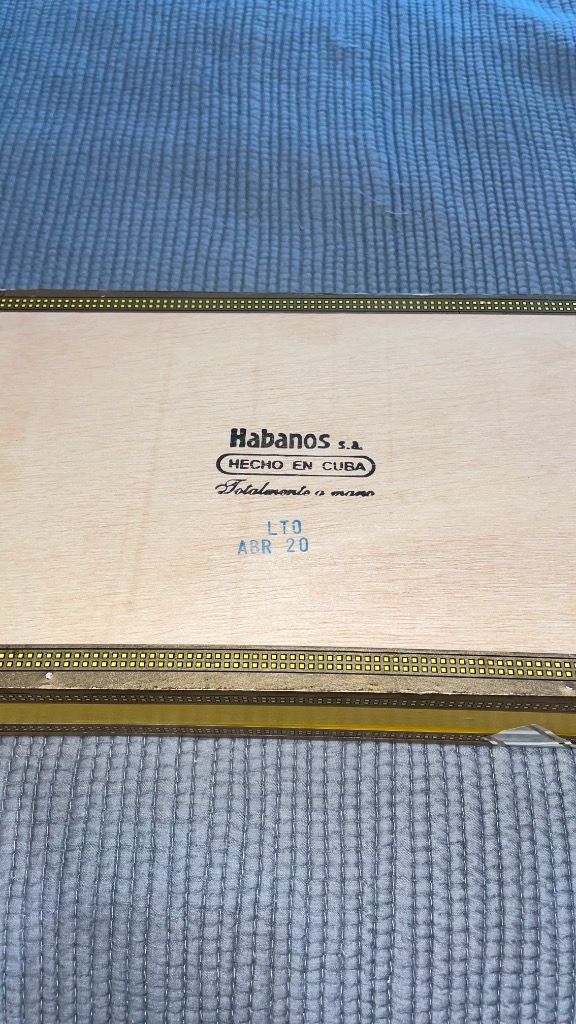 Habanos s.a.
HECHO EN CUBA
Totalmente a mano
LTO
ABR 20